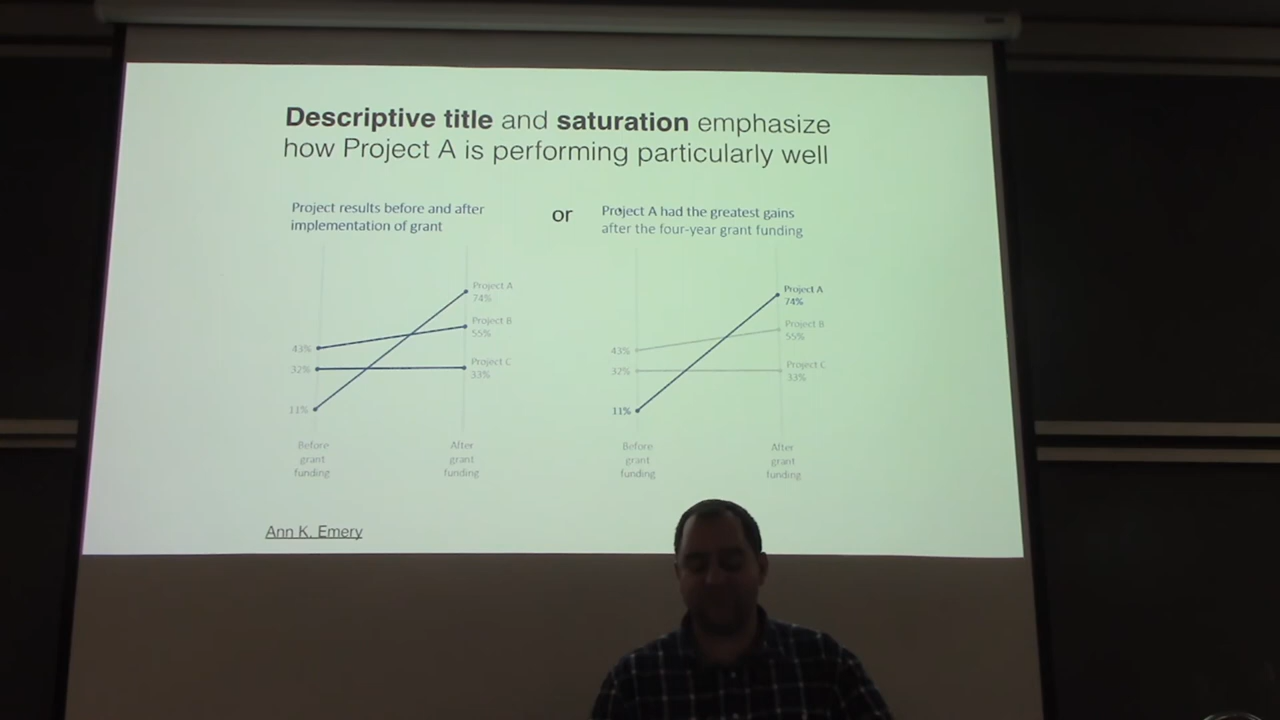 Descriptive title and saturation emphasize
how Project A is performing particularly well
Project results before and after
implementation of grant
or
Project A had the greatest gains
after the four-year grant funding
Project A
74%
Project B
55%
43%
32%
Project C
33%
11%
Before
grant
funding
After
grant
funding
Project A
74%
Project B
55%
43%
32%
Project C
33%
11%
Before
grant
funding
After
grant
funding
Ann K. Emery